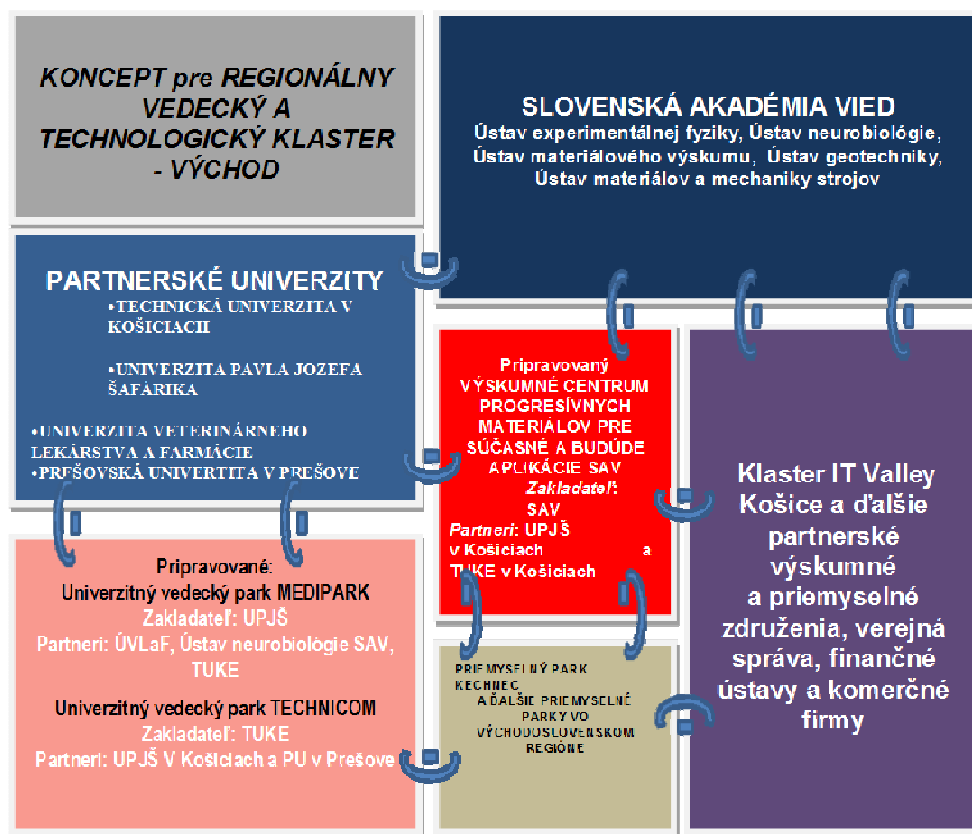 KONCEPT pre REGIONÁLNY
VEDECKÝ A
TECHNOLOGICKÝ KLASTER
- VÝCHOD
SLOVENSKÁ AKADÉMIA VIED
Ústav experimentálnej fyziky, Ústav neurobiológie,
Ústav materiálového výskumu, Ústav geotechniky,
Ústav materiálov a mechaniky strojov
PARTNERSKÉ UNIVERZITY
•TECHNICKÁ UNIVERZITA V
KOŠICIACH
•UNIVERZITA PAVLA JOZEFA
ŠAFÁRIKA
•UNIVERZITA VETERINÁRNEHO
LEKÁRSTVA A FARMÁCIE
•PREŠOVSKÁ UNIVERTITA V PREŠOVE
Pripravovaný
VÝSKUMNÉ CENTRUM
PROGRESÍVNYCH
MATERIÁLOV PRE
SÚČASNÉ A BUDÚDE
APLIKÁCIE SAV
Zakladateľ:
SAV
Partneri: UPJŠ
v Košiciach a
TUKE v Košiciach
Klaster IT Valley
Košice a ďalšie
partnerské
výskumné
a priemyselné
združenia, verejná
správa, finančné
ústavy a komerčné
firmy
Pripravované:
Univerzitný vedecký park MEDIPARK
Zakladateľ: UPJŠ
Partneri: ÚVLaF, Ústav neurobiológie SAV,
TUKE
Univerzitný vedecký park TECHNICOM
Zakladateľ: TUKE
Partneri: UPJŠ V Košiciach a PU v Prešove
PRIEMYSELNÝ PARK
KECHNEC
A ĎALŠIE PRIEMYSELNÉ
PARKY VO
VÝCHODOSLOVENSKOM
REGIÓNE